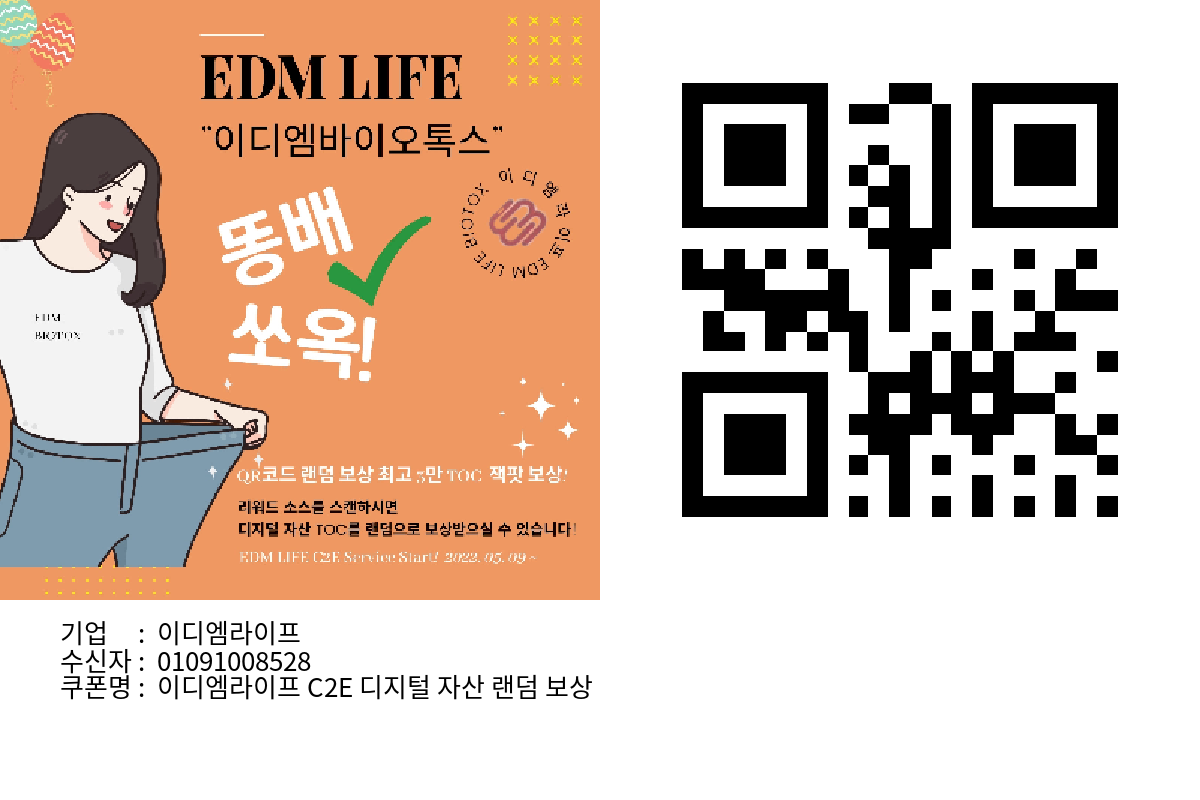 EDM LIFE
"이디엠바이오톡스"
이디엠라이프 EDM LIFE BIOTOX
똥배
쏘옥!
EDM
BIOTOX
QR코드 랜덤 보상 최고 5만 TOC 잭팟 보상!
리워드 소스를 스캔하시면
디지털 자산 TOC를 랜덤으로 보상받으실 수 있습니다!
EDM LIFE C2E Service Start! 2022. 05. 09 ~
기업 : 이디엠라이프
수신자 : 01091008528
쿠폰명 : 이디엠라이프 C2E 디지털 자산 랜덤 보상